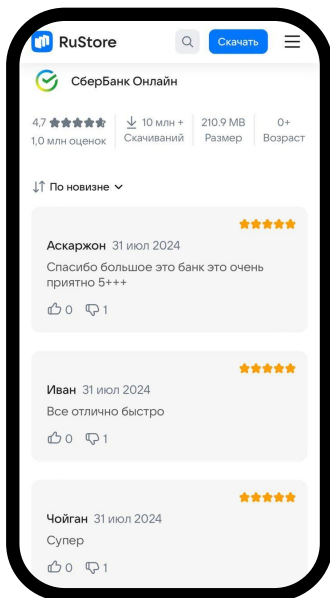 RuStore
Скачать
СберБанк Онлайн
4,7
10 млн +
210.9 MB
0+
1,0 млн оценок
Скачиваний
Размер
Возраст
По новизне
Аскаржон 31 июл 2024
Спасибо большое это банк это очень
приятно 5+++
0 1
Иван 31 июл 2024
Все отлично быстро
0 1
Чойган 31 июл 2024
Супер
0 1